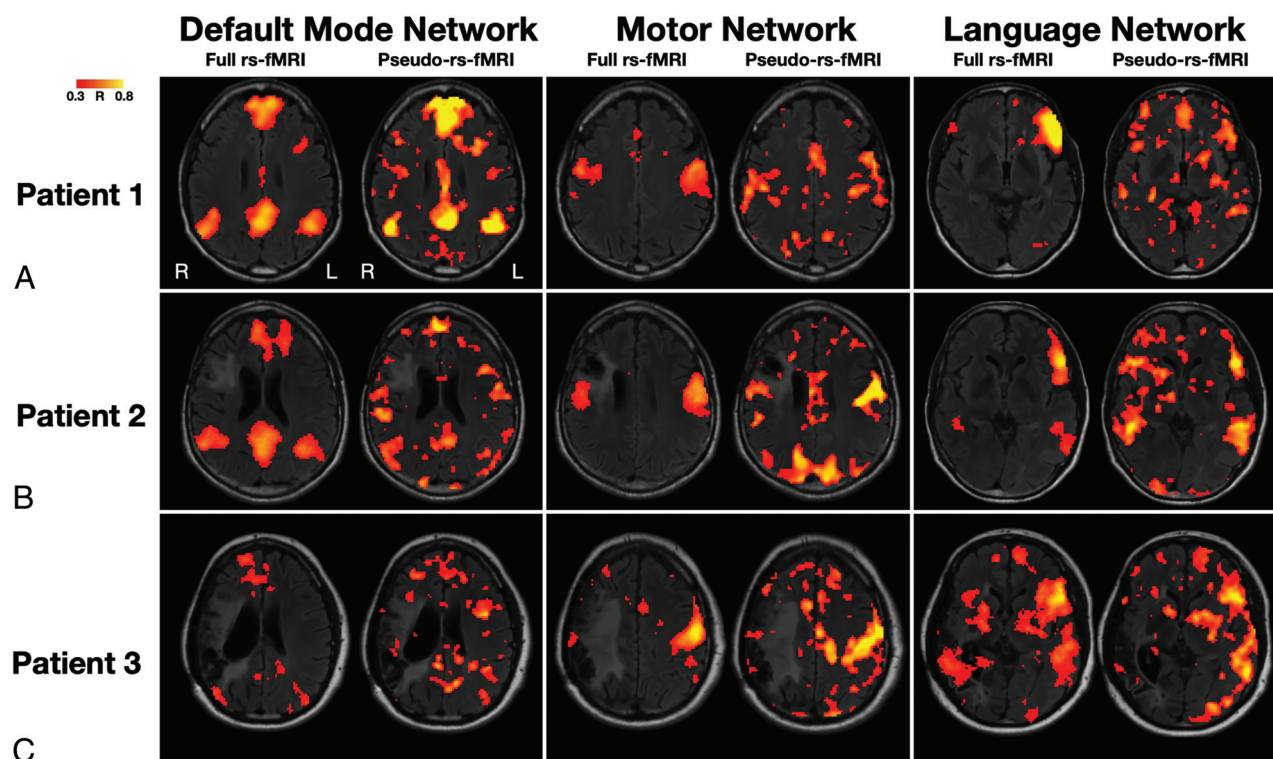 Default Mode Network Motor Network Language Network
Full rs-fMRI Pseudo-rs-fMRI Full rs-fMRI Pseudo-rs-fMRI Full rs-fMRI Pseudo-rs-fMRI
0.3 R 0.8
Patient 1
R L R L
A
Patient 2
B
Patient 3
C